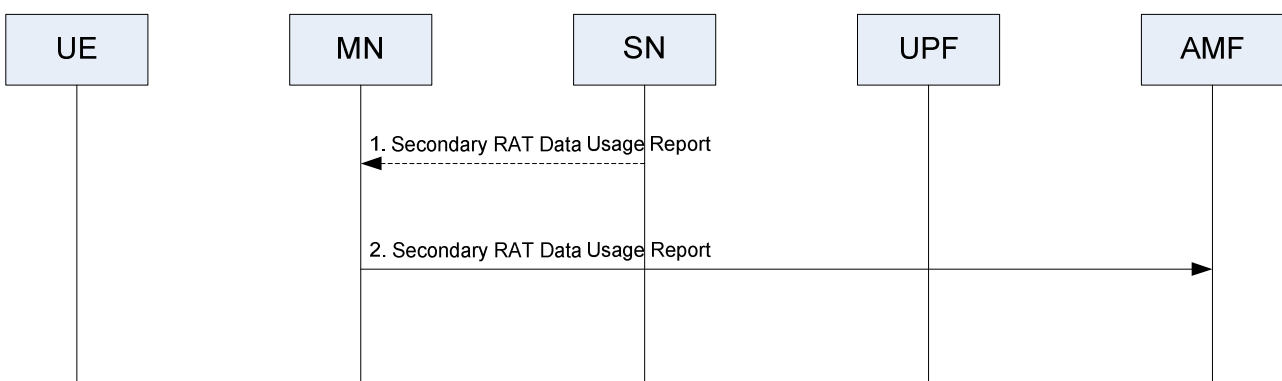 UE
MN
SN
UPF
AMF
1. Secondary RAT Data Usage Report
2. Secondary RAT Data Usage Report